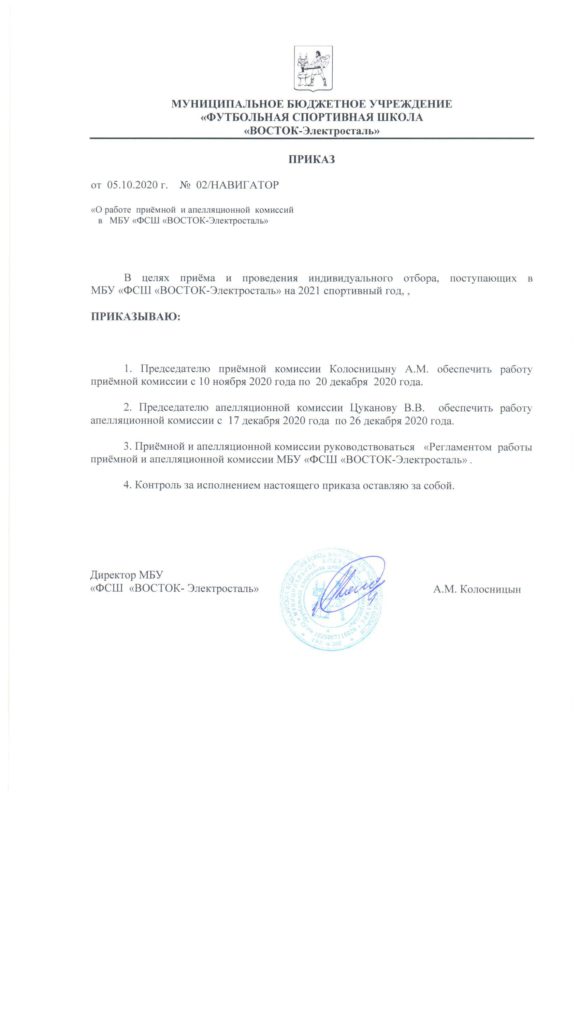 МУНИЦИПАЛЬНОЕ БЮДЖЕТНОЕ УЧРЕЖДЕНИЕ
«ФУТБОЛЬНАЯ СПОРТИВНАЯ ШКОЛА
«ВОСТОК-Электросталь»
ПРИКАЗ
от 05.10.2020 г. № 02/НАВИГАТОР
«О работе приёмной и апелляционной комиссий
в МБУ «ФСШ «ВОСТОК-Электросталь»
В целях приёма и проведения индивидуального отбора, поступающих в
МБУ «ФСШ «ВОСТОК-Электросталь» на 2021 спортивный год, ,
ПРИКАЗЫВАЮ:
1. Председателю приёмной комиссии Колосницыну А.М. обеспечить работу
приёмной комиссии с 10 ноября 2020 года по 20 декабря 2020 года.
2. Председателю апелляционной комиссии Цуканову В.В. обеспечить работу
апелляционной комиссии с 17 декабря 2020 года по 26 декабря 2020 года.
3. Приёмной и апелляционной комиссии руководствоваться «Регламентом работы
приёмной и апелляционной комиссии МБУ «ФСШ «ВОСТОК-Электросталь» .
4. Контроль за исполнением настоящего приказа оставляю за собой.
Директор МБУ
«ФСШ «ВОСТОК- Электросталь» А.М. Колосницын